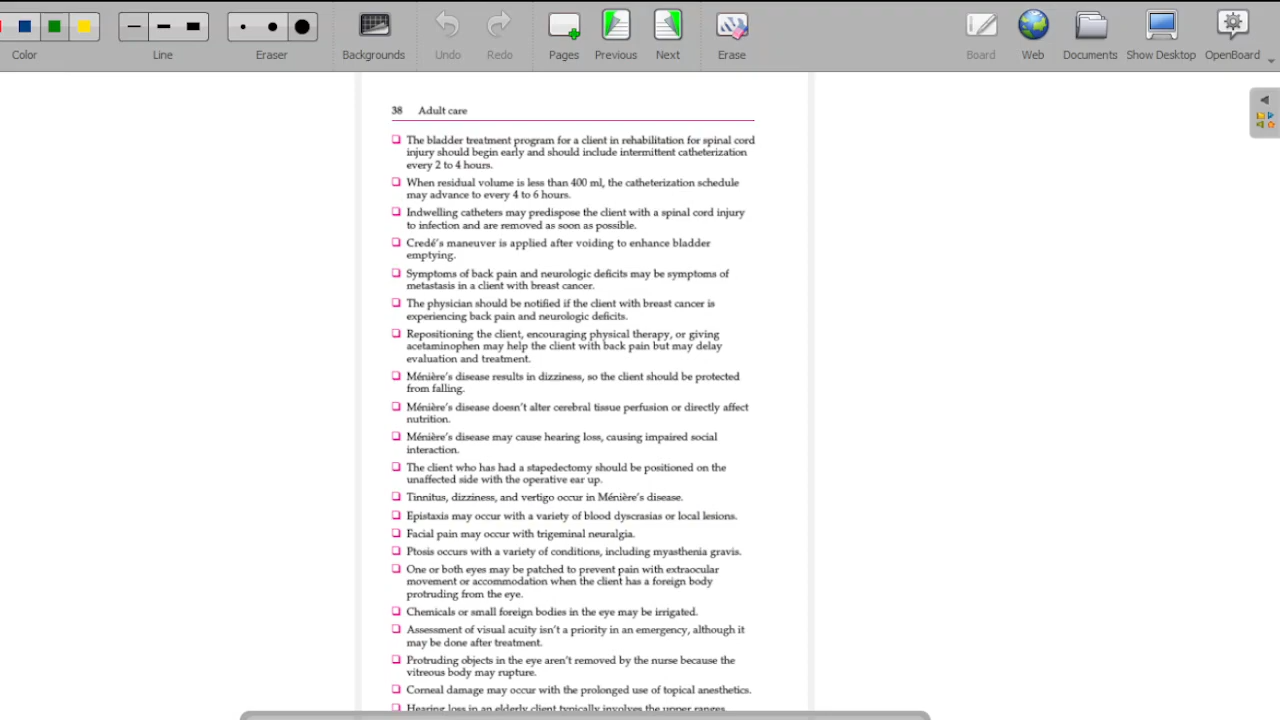 Color
Line
Eraser
Backgrounds
Undo
Redo
Pages
Previous
Next
Erase
Board
Web
Documents
Show Desktop
OpenBoard
38 Adult care
The bladder treatment program for a client in rehabilitation for spinal cord
injury should begin early and should include intermittent catheterization
every 2 to 4 hours.
When residual volume is less than 400 ml, the catheterization schedule
may advance to every 4 to 6 hours.
Indwelling catheters may predispose the client with a spinal cord injury
to infection and are removed as soon as possible.
Credé's maneuver is applied after voiding to enhance bladder
emptying.
Symptoms of back pain and neurologic deficits may be symptoms of
metastasis in a client with breast cancer.
The physician should be notified if the client with breast cancer is
experiencing back pain and neurologic deficits.
Repositioning the client, encouraging physical therapy, or giving
acetaminophen may help the client with back pain but may delay
evaluation and treatment.
Ménière's disease results in dizziness, so the client should be protected
from falling.
Ménière's disease doesn't alter cerebral tissue perfusion or directly affect
nutrition.
Ménière's disease may cause hearing loss, causing impaired social
interaction.
The client who has had a stapedectomy should be positioned on the
unaffected side with the operative ear up.
Tinnitus, dizziness, and vertigo occur in Ménière's disease.
Epistaxis may occur with a variety of blood dyscrasias or local lesions.
Facial pain may occur with trigeminal neuralgia.
Ptosis occurs with a variety of conditions, including myasthenia gravis.
One or both eyes may be patched to prevent pain with extraocular
movement or accommodation when the client has a foreign body
protruding from the eye.
Chemicals or small foreign bodies in the eye may be irrigated.
Assessment of visual acuity isn't a priority in an emergency, although it
may be done after treatment.
Protruding objects in the eye aren't removed by the nurse because the
vitreous body may rupture.
Corneal damage may occur with the prolonged use of topical anesthetics.
Hearing loss in an elderly client typically involves the upper ranges